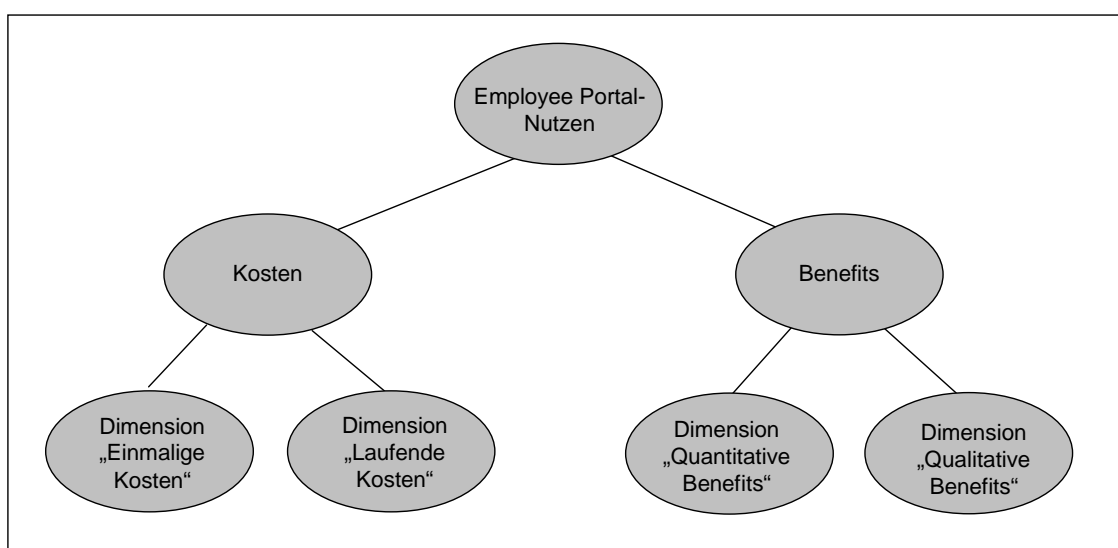 Employee Portal-
Nutzen
Kosten
Benefits
Dimension
„Einmalige
Kosten“
Dimension
„Laufende
Kosten“
Dimension
„Quantitative
Benefits“
Dimension
„Qualitative
Benefits“